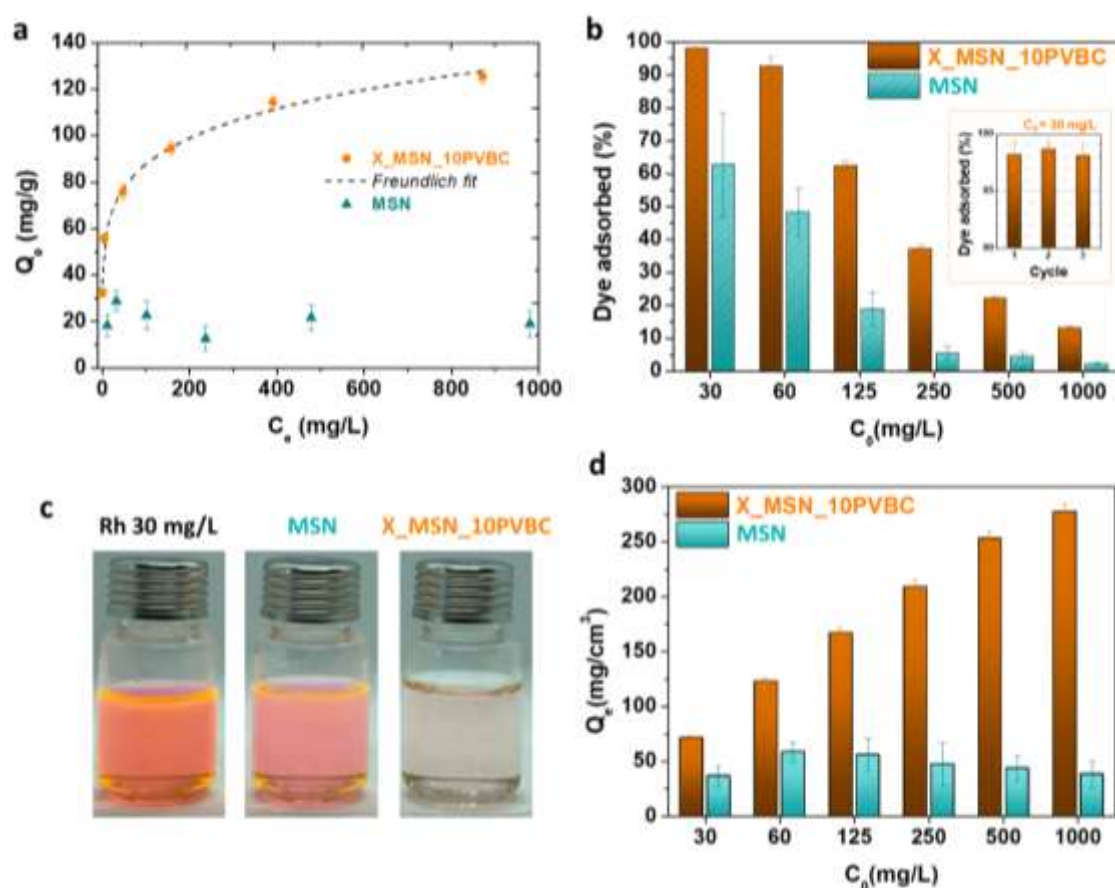 a
140
120
100
80
60
40
20
0
Qₑ (mg/g)
X_MSN_10PVBC
Freundlich fit
MSN
0 200 400 600 800 1000
Cₑ (mg/L)
b
100
90
80
70
60
50
40
30
20
10
0
Dye adsorbed (%)
X_MSN_10PVBC
MSN
C₀ = 30 mg/L
100
95
90
Dye adsorbed (%)
1 2 3
Cycle
30 60 125 250 500 1000
C₀(mg/L)
c
Rh 30 mg/L MSN X_MSN_10PVBC
d
300
250
200
150
100
50
0
Qₑ(mg/cm³)
X_MSN_10PVBC
MSN
30 60 125 250 500 1000
C₀(mg/L)